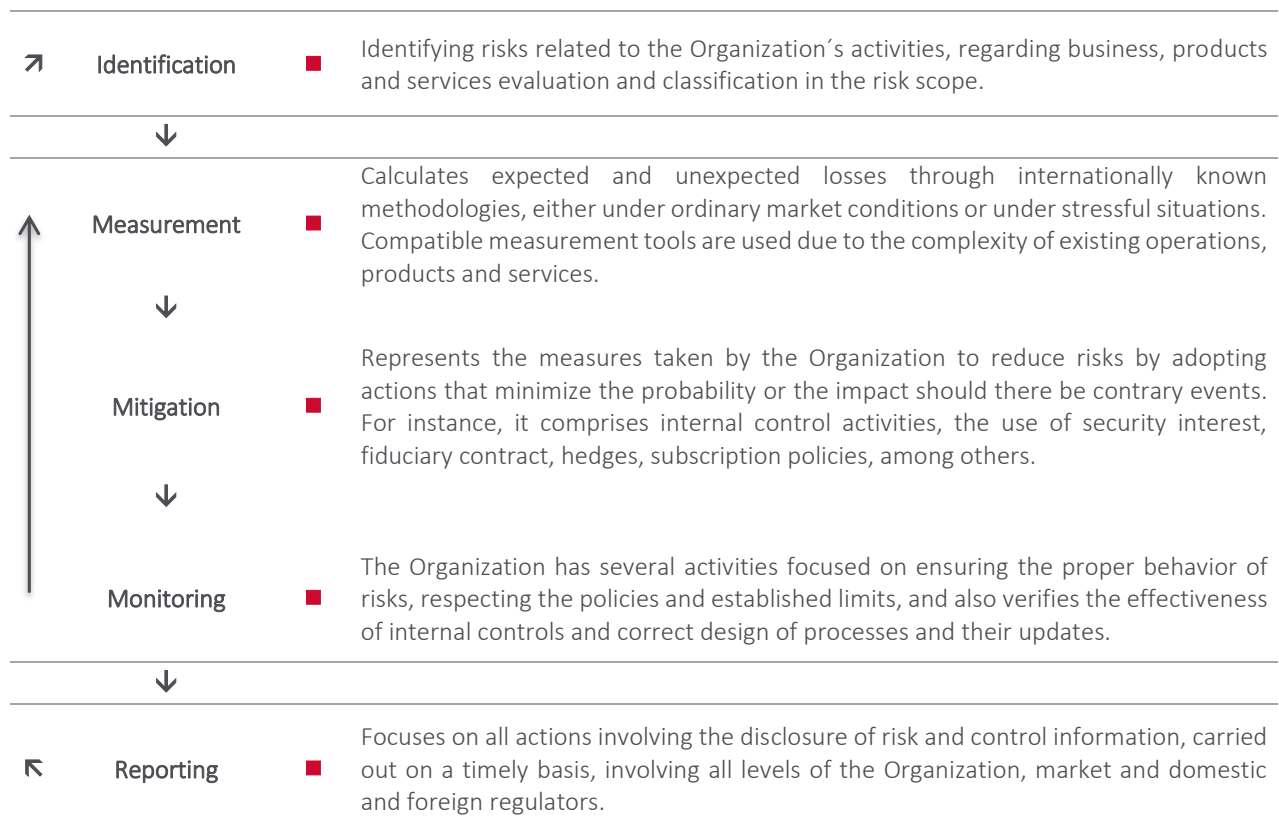 Identification
Identifying risks related to the Organization´s activities, regarding business, products
and services evaluation and classification in the risk scope.
Measurement
Calculates expected and unexpected losses through internationally known
methodologies, either under ordinary market conditions or under stressful situations.
Compatible measurement tools are used due to the complexity of existing operations,
products and services.
Mitigation
Represents the measures taken by the Organization to reduce risks by adopting
actions that minimize the probability or the impact should there be contrary events.
For instance, it comprises internal control activities, the use of security interest,
fiduciary contract, hedges, subscription policies, among others.
Monitoring
The Organization has several activities focused on ensuring the proper behavior of
risks, respecting the policies and established limits, and also verifies the effectiveness
of internal controls and correct design of processes and their updates.
Reporting
Focuses on all actions involving the disclosure of risk and control information, carried
out on a timely basis, involving all levels of the Organization, market and domestic
and foreign regulators.